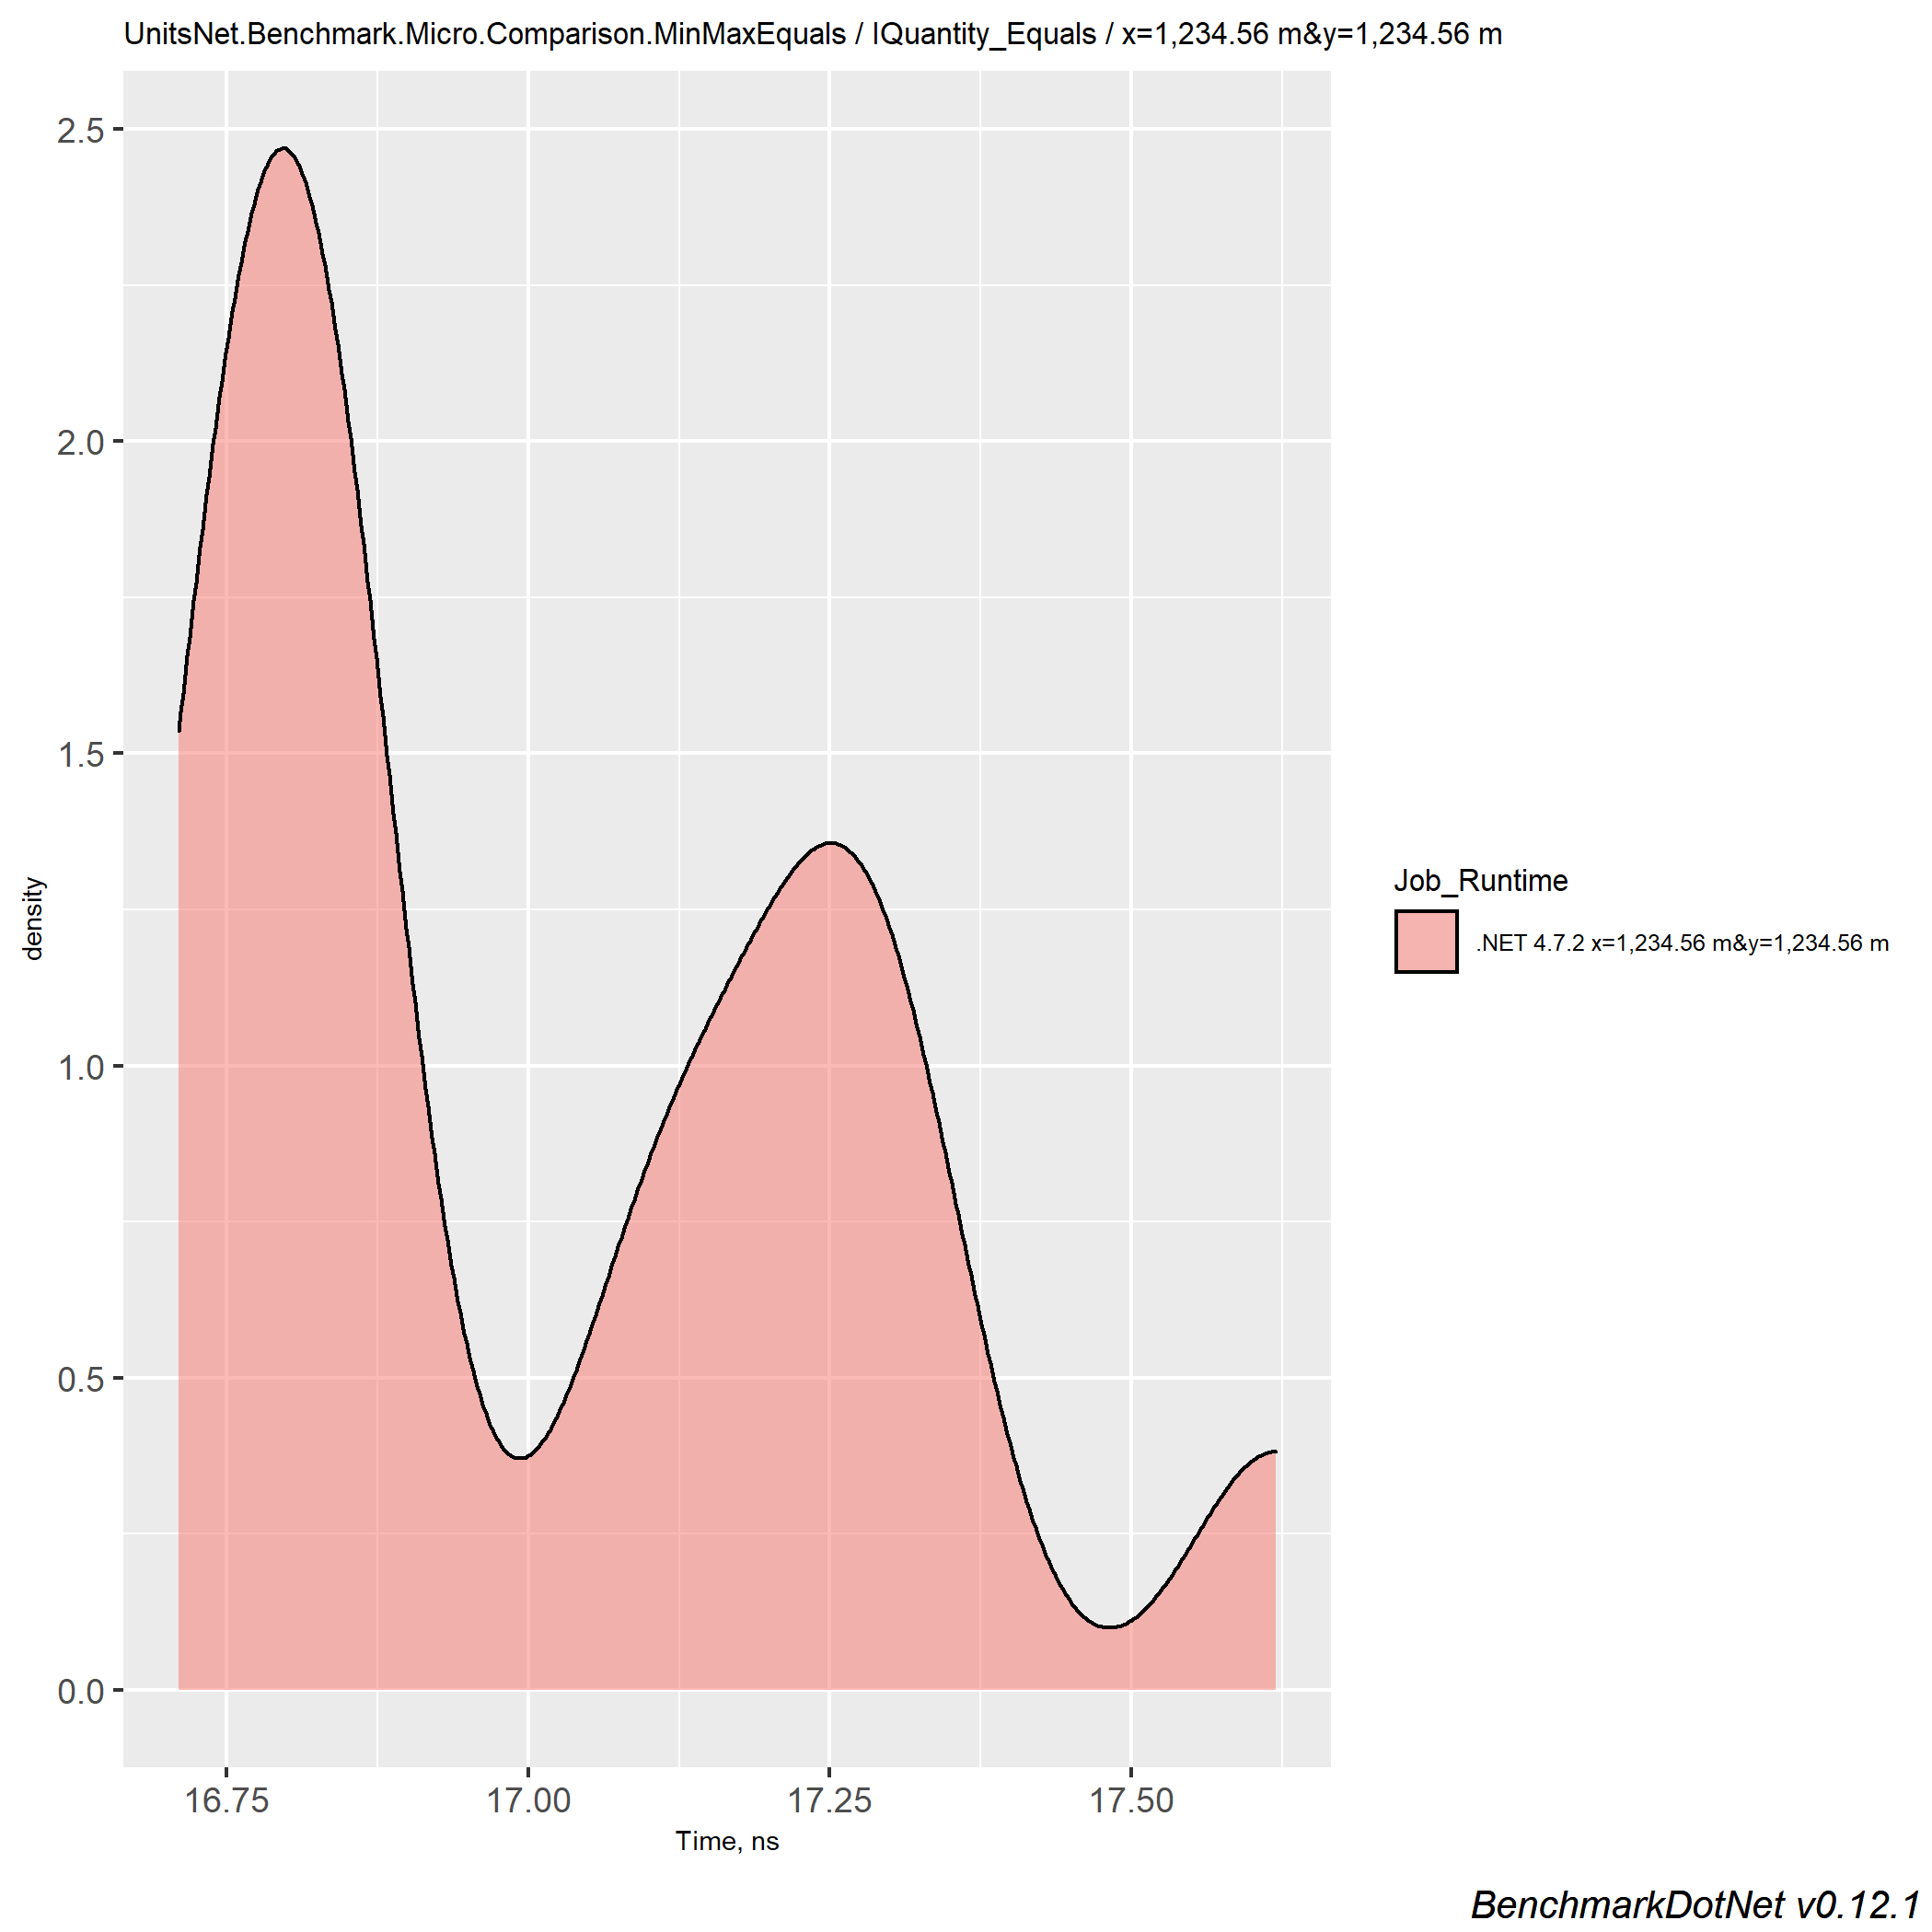 UnitsNet.Benchmark.Micro.Comparison.MinMaxEquals / IQuantity_Equals / x=1,234.56 m&y=1,234.56 m
2.5
2.0
1.5
1.0
0.5
0.0
density
16.75 17.00 17.25 17.50
Time, ns
Job_Runtime
.NET 4.7.2 x=1,234.56 m&y=1,234.56 m
BenchmarkDotNet v0.12.1